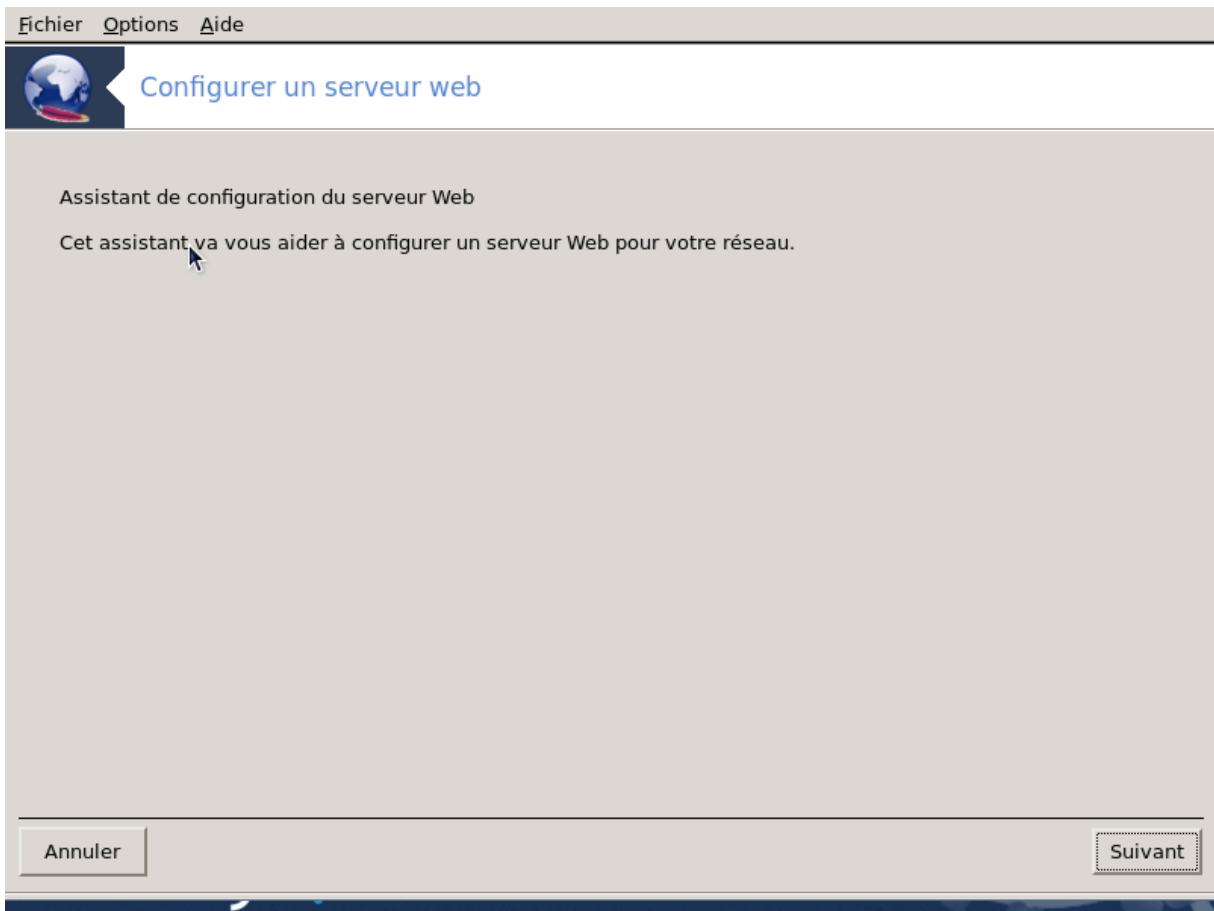 Fichier Options Aide
Configurer un serveur web
Assistant de configuration du serveur Web
Cet assistant va vous aider à configurer un serveur Web pour votre réseau.
Annuler Suivant